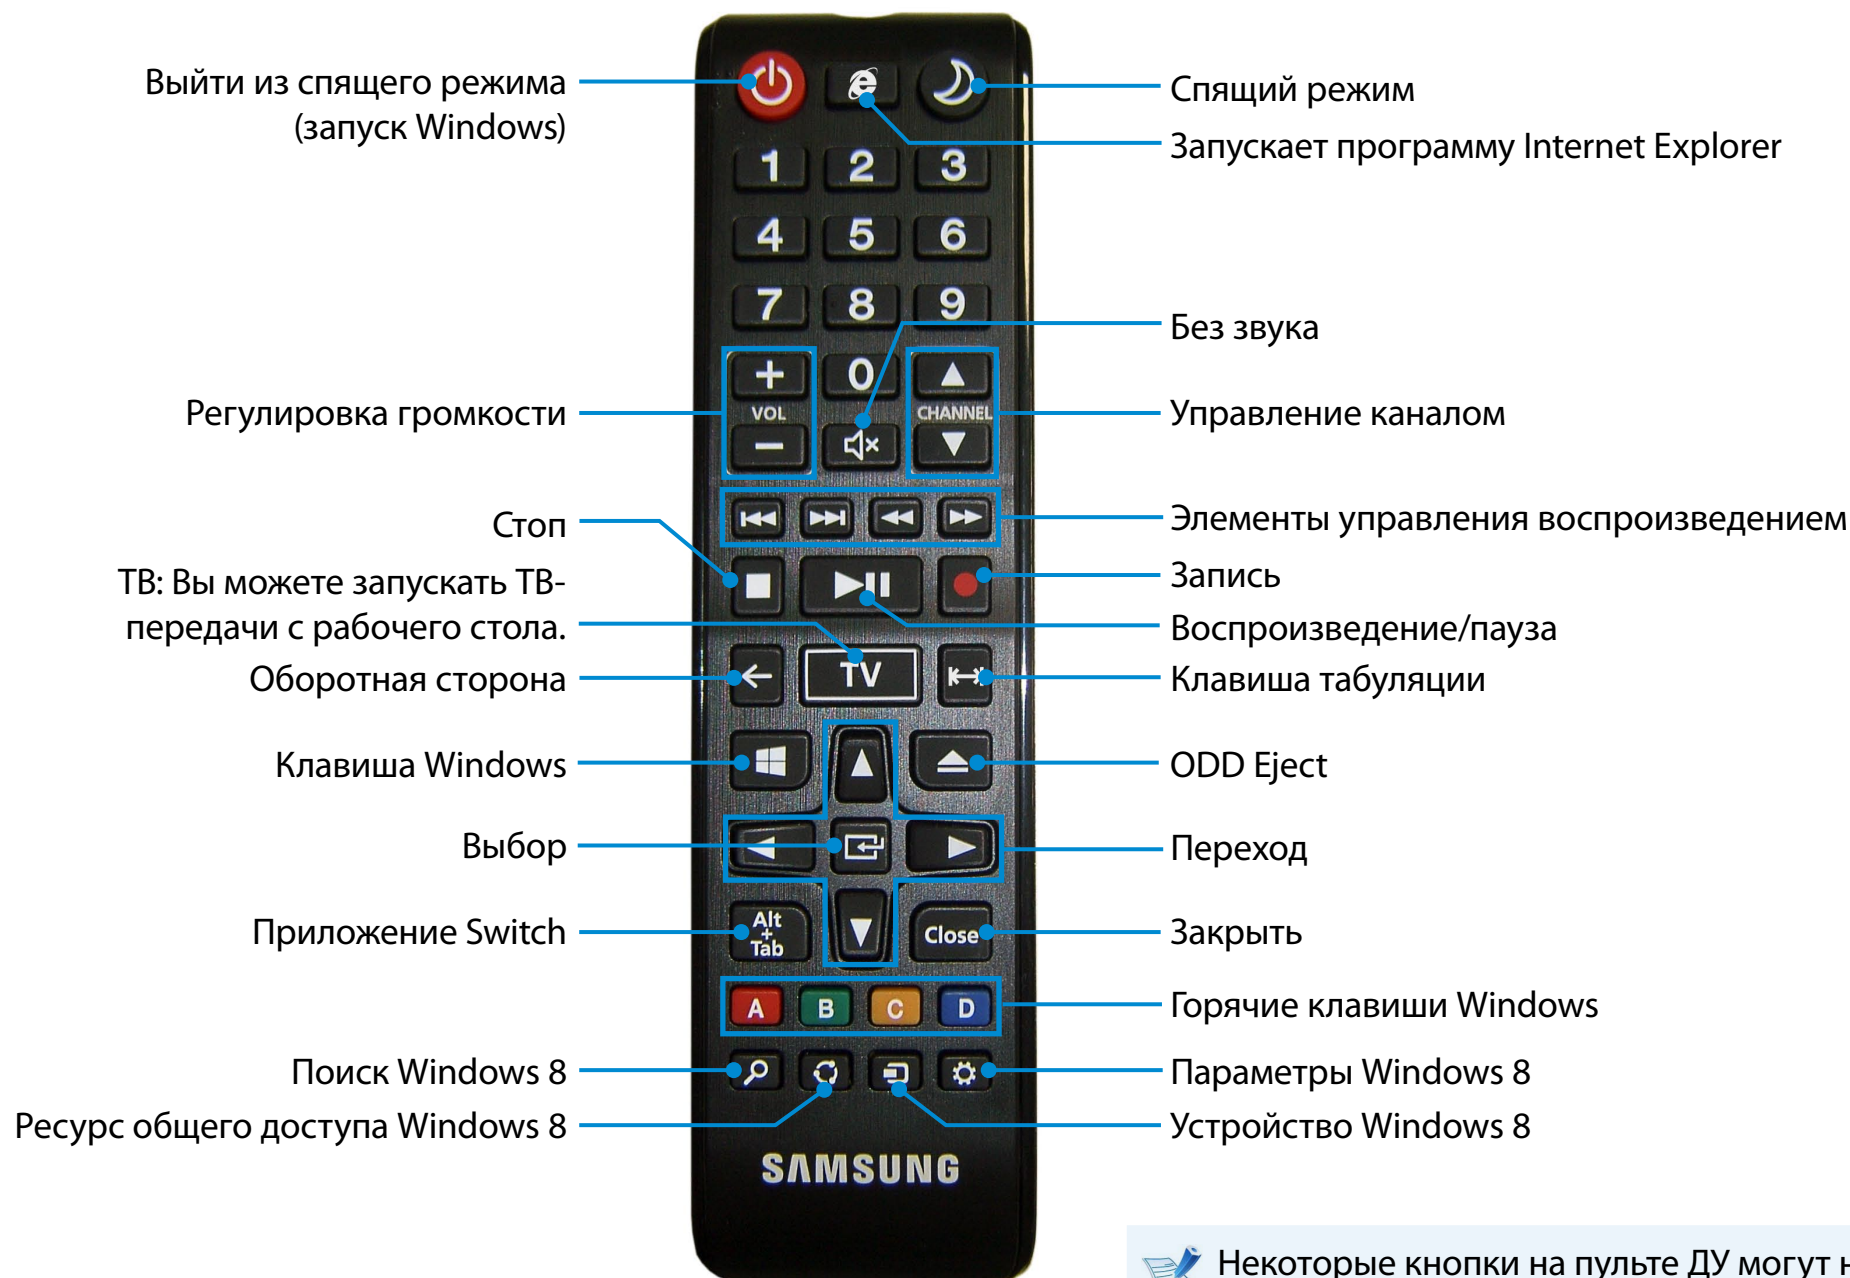 Выйти из спящего режима
(запуск Windows)
Спящий режим
Запускает программу Internet Explorer
1 2 3
4 5 6
7 8 9
Без звука
+ 0
Регулировка громкости
VOL
CHANNEL
Управление каналом
−
Стоп
Элементы управления воспроизведением
ТВ: Вы можете запускать ТВ-
передачи с рабочего стола.
Запись
Воспроизведение/пауза
Оборотная сторона
TV
Клавиша табуляции
Клавиша Windows
ODD Eject
Выбор
Переход
Приложение Switch
Alt
+
Tab
Close
Закрыть
A B C D
Горячие клавиши Windows
Поиск Windows 8
Параметры Windows 8
Ресурс общего доступа Windows 8
Устройство Windows 8
SAMSUNG
Некоторые кнопки на пульте ДУ могут